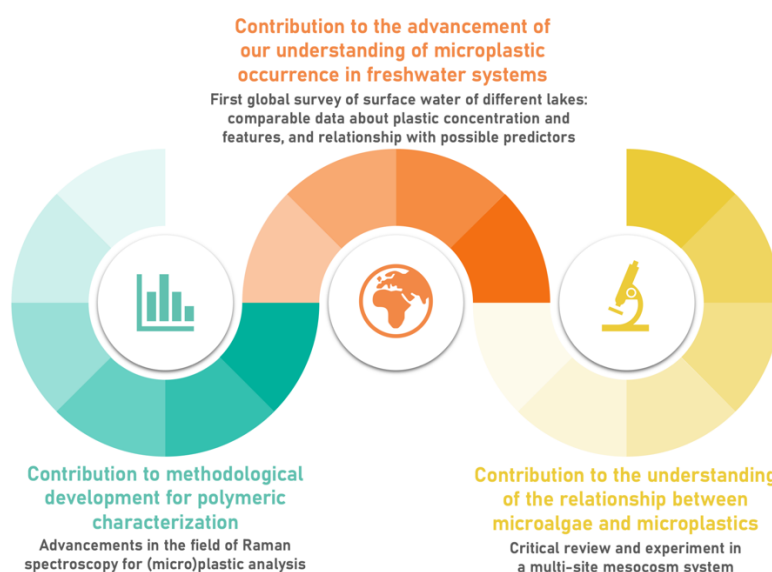 Contribution to the advancement of
our understanding of microplastic
occurrence in freshwater systems
First global survey of surface water of different lakes:
comparable data about plastic concentration and
features, and relationship with possible predictors
Contribution to methodological
development for polymeric
characterization
Advancements in the field of Raman
spectroscopy for (micro)plastic analysis
Contribution to the understanding
of the relationship between
microalgae and microplastics
Critical review and experiment in
a multi-site mesocosm system